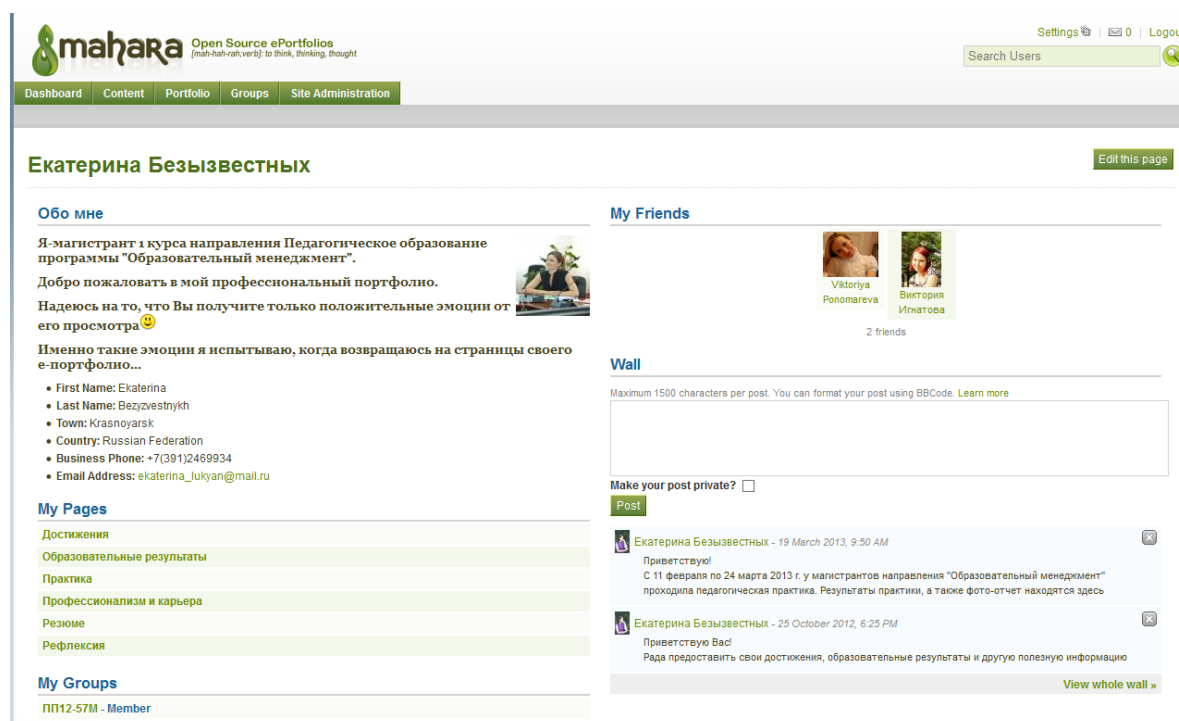 mahara
Open Source ePortfolios
[mah-hah-rah;verb]: to think, thinking, thought
Settings | 0 | Logou
Search Users
Dashboard Content Portfolio Groups Site Administration
Екатерина Безызвестных
Edit this page
Обо мне
Я-магистрант 1 курса направления Педагогическое образование
программы "Образовательный менеджмент".
Добро пожаловать в мой профессиональный портфолио.
Надеюсь на то, что Вы получите только положительные эмоции от
его просмотра
Именно такие эмоции я испытываю, когда возвращаюсь на страницы своего
е-портфолио...
• First Name: Ekaterina
• Last Name: Bezyzvestnykh
• Town: Krasnoyarsk
• Country: Russian Federation
• Business Phone: +7(391)2469934
• Email Address: ekaterina_lukyan@mail.ru
My Pages
Достижения
Образовательные результаты
Практика
Профессионализм и карьера
Резюме
Рефлексия
My Groups
ПП12-57М - Member
My Friends
Viktoriya
Ponomareva
Виктория
Игнатова
2 friends
Wall
Maximum 1500 characters per post. You can format your post using BBCode. Learn more
Make your post private?
Post
Екатерина Безызвестных - 19 March 2013, 9:50 AM
Приветствую!
С 11 февраля по 24 марта 2013 г. у магистрантов направления "Образовательный менеджмент"
проходила педагогическая практика. Результаты практики, а также фото-отчет находятся здесь
Екатерина Безызвестных - 25 October 2012, 6:25 PM
Приветствую Вас!
Рада предоставить свои достижения, образовательные результаты и другую полезную информацию
View whole wall »